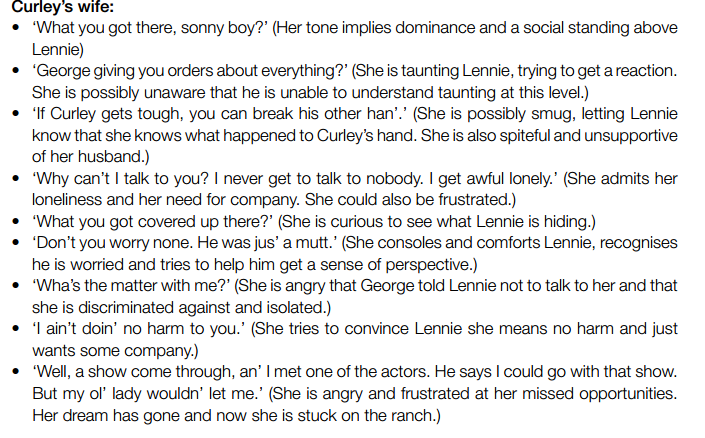 Curley’s wife:
• ‘What you got there, sonny boy?’ (Her tone implies dominance and a social standing above
Lennie)
• ‘George giving you orders about everything?’ (She is taunting Lennie, trying to get a reaction.
She is possibly unaware that he is unable to understand taunting at this level.)
• ‘If Curley gets tough, you can break his other han’.’ (She is possibly smug, letting Lennie
know that she knows what happened to Curley’s hand. She is also spiteful and unsupportive
of her husband.)
• ‘Why can’t I talk to you? I never get to talk to nobody. I get awful lonely.’ (She admits her
loneliness and her need for company. She could also be frustrated.)
• ‘What you got covered up there?’ (She is curious to see what Lennie is hiding.)
• ‘Don’t you worry none. He was jus’ a mutt.’ (She consoles and comforts Lennie, recognises
he is worried and tries to help him get a sense of perspective.)
• ‘Wha’s the matter with me?’ (She is angry that George told Lennie not to talk to her and that
she is discriminated against and isolated.)
• ‘I ain’t doin’ no harm to you.’ (She tries to convince Lennie she means no harm and just
wants some company.)
• ‘Well, a show come through, an’ I met one of the actors. He says I could go with that show.
But my ol’ lady wouldn’ let me.’ (She is angry and frustrated at her missed opportunities.
Her dream has gone and now she is stuck on the ranch.)